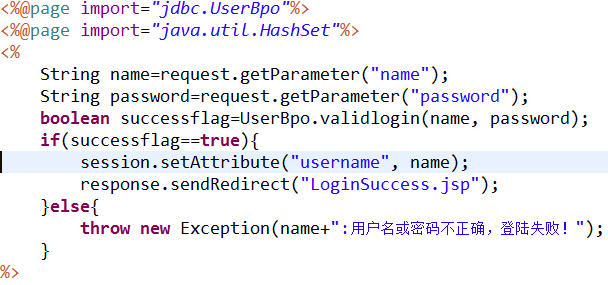 <%@page import="jdbc.UserBpo"%>
<%@page import="java.util.HashSet"%>
<%
    String name=request.getParameter("name");
    String password=request.getParameter("password");
    boolean successflag=UserBpo.validlogin(name, password);
    if(successflag==true){
        session.setAttribute("username", name);
        response.sendRedirect("LoginSuccess.jsp");
    }else{
        throw new Exception(name+":用户名或密码不正确，登陆失败！");
    }
%>